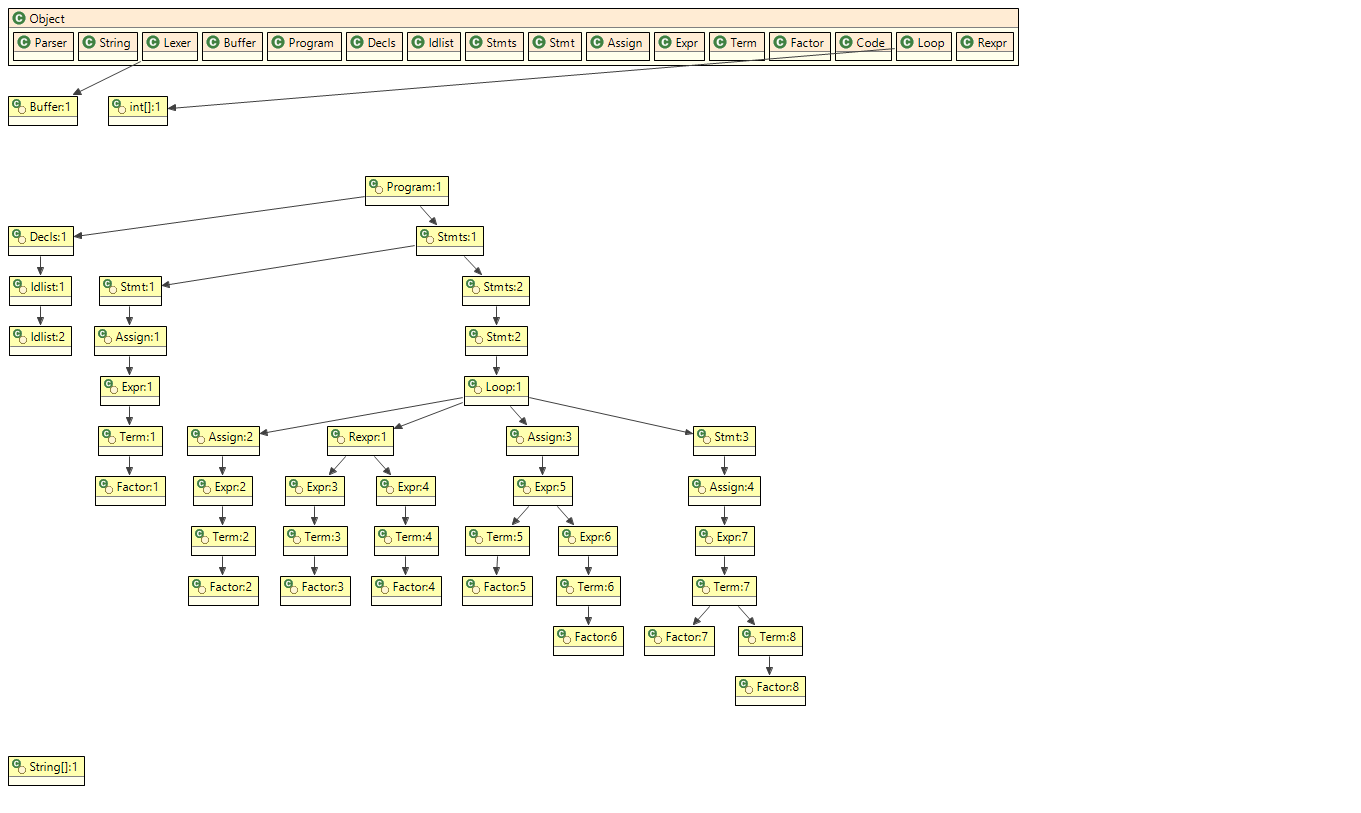 Object
Parser String Lexer Buffer Program Decls Idlist Stmts Stmt Assign Expr Term Factor Code Loop Rexpr
Buffer:1 int[]:1
Program:1
Decls:1 Stmts:1
Idlist:1 Stmt:1 Stmts:2
Idlist:2 Assign:1 Stmt:2
Expr:1 Loop:1
Term:1 Assign:2 Rexpr:1 Assign:3 Stmt:3
Factor:1 Expr:2 Expr:3 Expr:4 Expr:5 Assign:4
Term:2 Term:3 Term:4 Term:5 Expr:6 Expr:7
Factor:2 Factor:3 Factor:4 Factor:5 Term:6 Term:7
Factor:6 Factor:7 Term:8
Factor:8
String[]:1